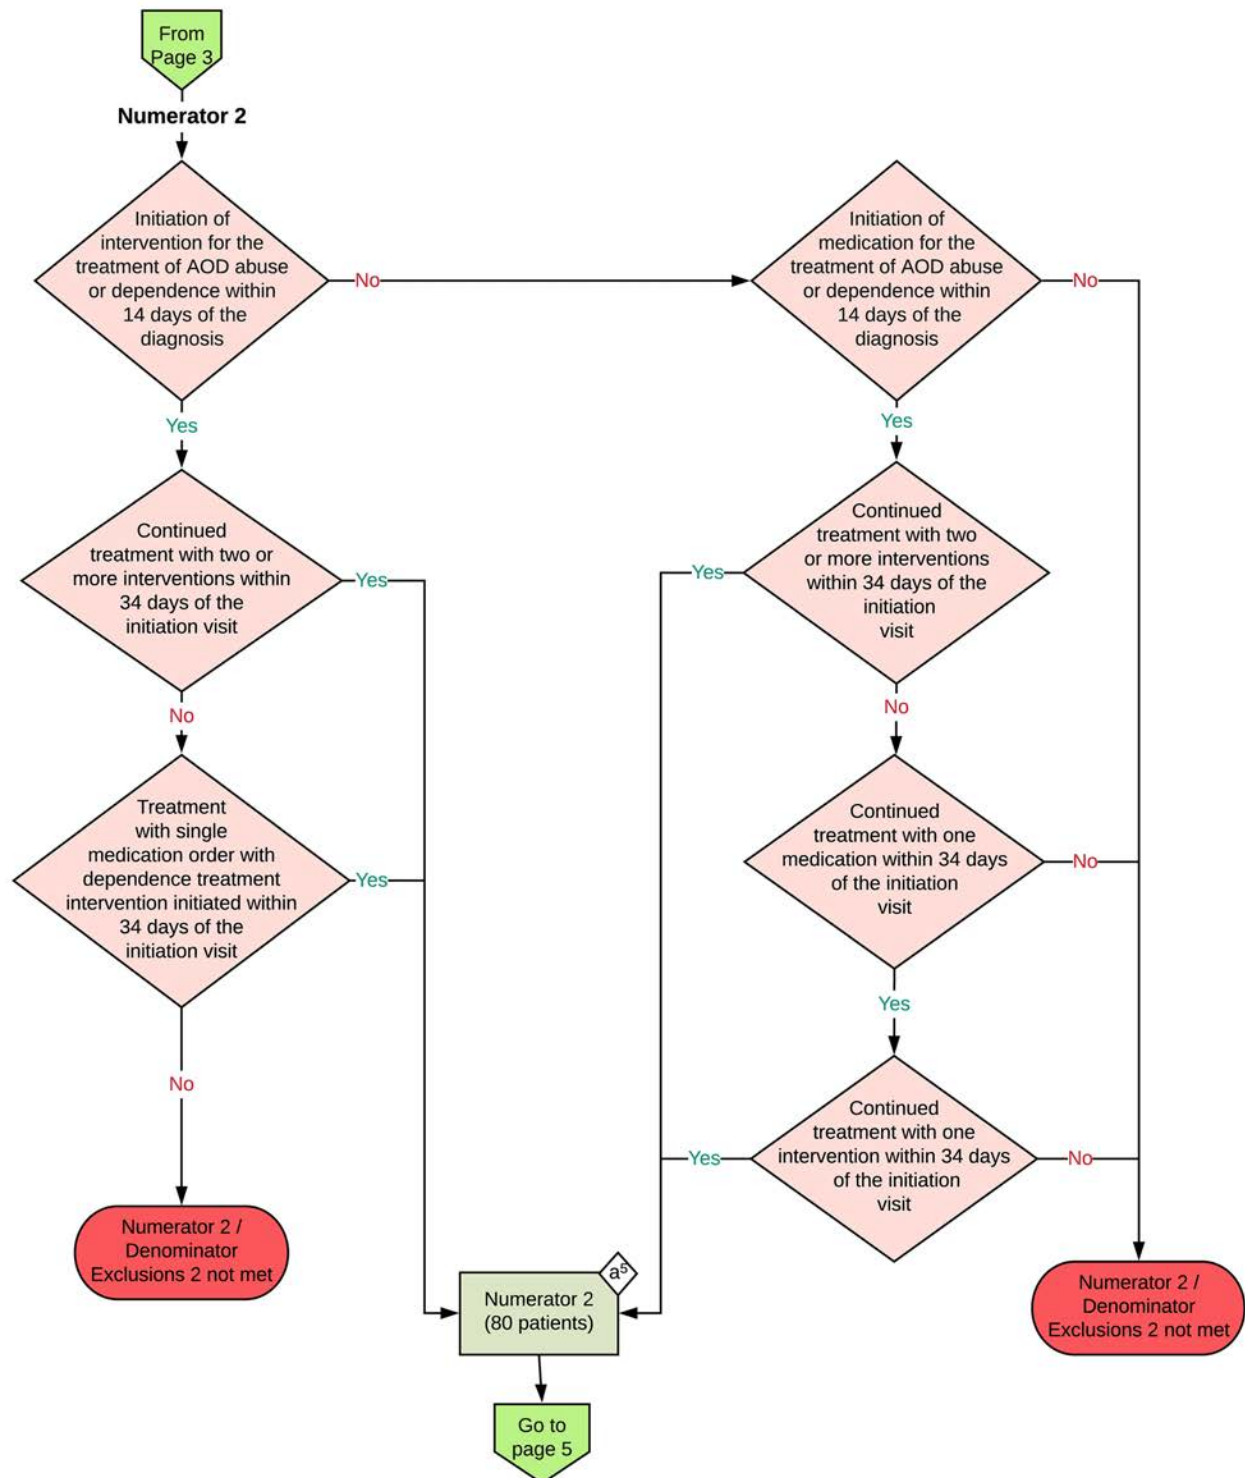 From
Page 3
Numerator 2
Initiation of
intervention for the
treatment of AOD abuse
or dependence within
14 days of the
diagnosis
No
Initiation of
medication for the
treatment of AOD abuse
or dependence within
14 days of the
diagnosis
No
Yes
Yes
Continued
treatment with two or
more interventions within
34 days of the
initiation visit
Yes
Yes
Continued
treatment with two
or more interventions
within 34 days of the
initiation
visit
No
No
Treatment
with single
medication order with
dependence treatment
intervention initiated within
34 days of the
initiation visit
Yes
Continued
treatment with one
medication within 34 days
of the initiation
visit
No
Yes
No
Yes
Continued
treatment with one
intervention within 34 days
of the initiation
visit
No
Numerator 2 /
Denominator
Exclusions 2 not met
a⁵
Numerator 2
(80 patients)
Numerator 2 /
Denominator
Exclusions 2 not met
Go to
page 5